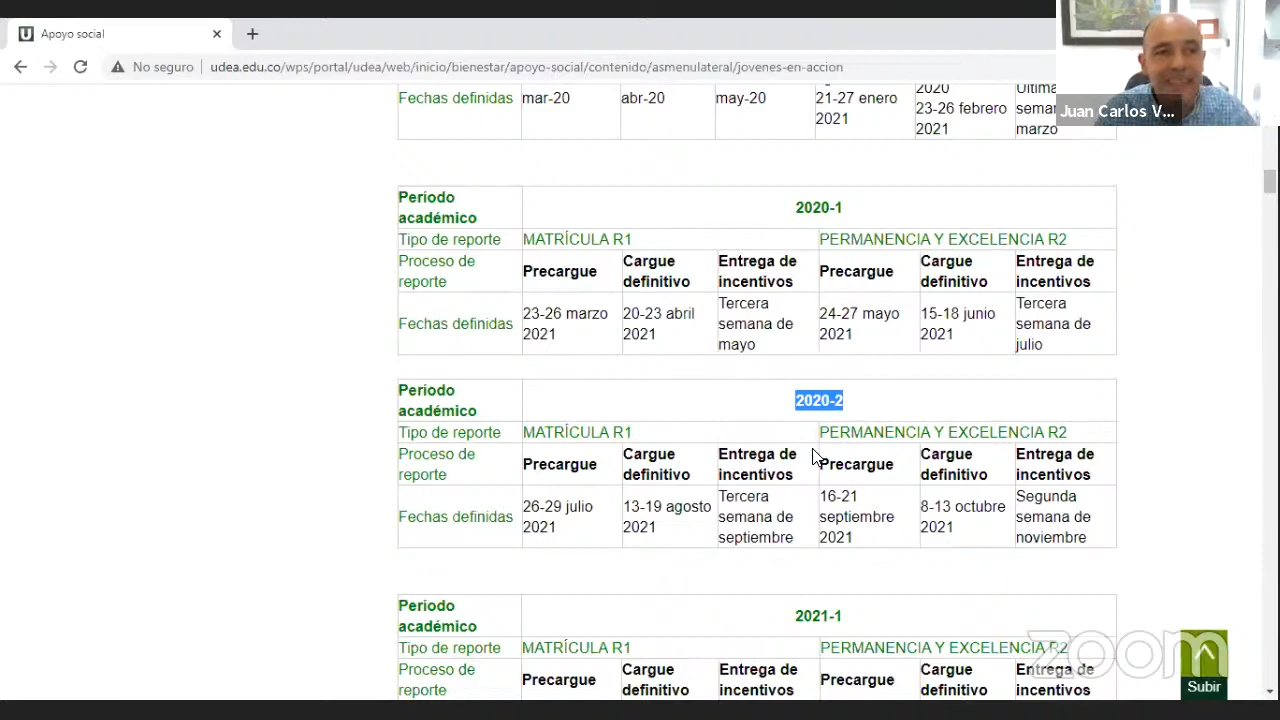 Apoyo social
No seguro
udea.edu.co/wps/portal/udea/web/inicio/bienestar/apoyo-social/contenido/asmenulateral/jovenes-en-accion
Juan Carlos V...
Fechas definidas
mar-20
abr-20
may-20
21-27 enero
2021
2020
23-26 febrero
2021
Última
semana
marzo
Período
académico
2020-1
Tipo de reporte
MATRÍCULA R1
PERMANENCIA Y EXCELENCIA R2
Proceso de
reporte
Precargue
Cargue
definitivo
Entrega de
incentivos
Precargue
Cargue
definitivo
Entrega de
incentivos
Fechas definidas
23-26 marzo
2021
20-23 abril
2021
Tercera
semana de
mayo
24-27 mayo
2021
15-18 junio
2021
Tercera
semana de
julio
Período
académico
2020-2
Tipo de reporte
MATRÍCULA R1
PERMANENCIA Y EXCELENCIA R2
Proceso de
reporte
Precargue
Cargue
definitivo
Entrega de
incentivos
Precargue
Cargue
definitivo
Entrega de
incentivos
Fechas definidas
26-29 julio
2021
13-19 agosto
2021
Tercera
semana de
septiembre
16-21
septiembre
2021
8-13 octubre
2021
Segunda
semana de
noviembre
Período
académico
2021-1
Tipo de reporte
MATRÍCULA R1
PERMANENCIA Y EXCELENCIA R2
Proceso de
reporte
Precargue
Cargue
definitivo
Entrega de
incentivos
Precargue
Cargue
definitivo
Entrega de
incentivos
zoom
Subir